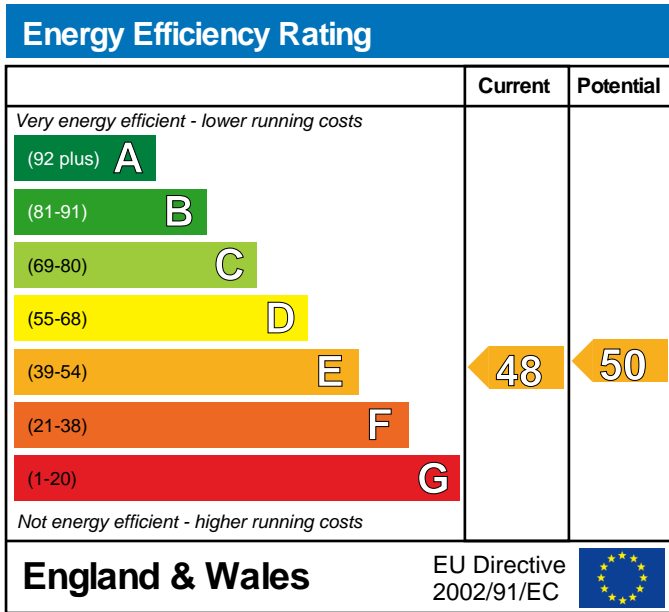 Energy Efficiency Rating
Current Potential
Very energy efficient - lower running costs
(92 plus) A
(81-91) B
(69-80) C
(55-68) D
(39-54) E 48 50
(21-38) F
(1-20) G
Not energy efficient - higher running costs
England & Wales
EU Directive
2002/91/EC